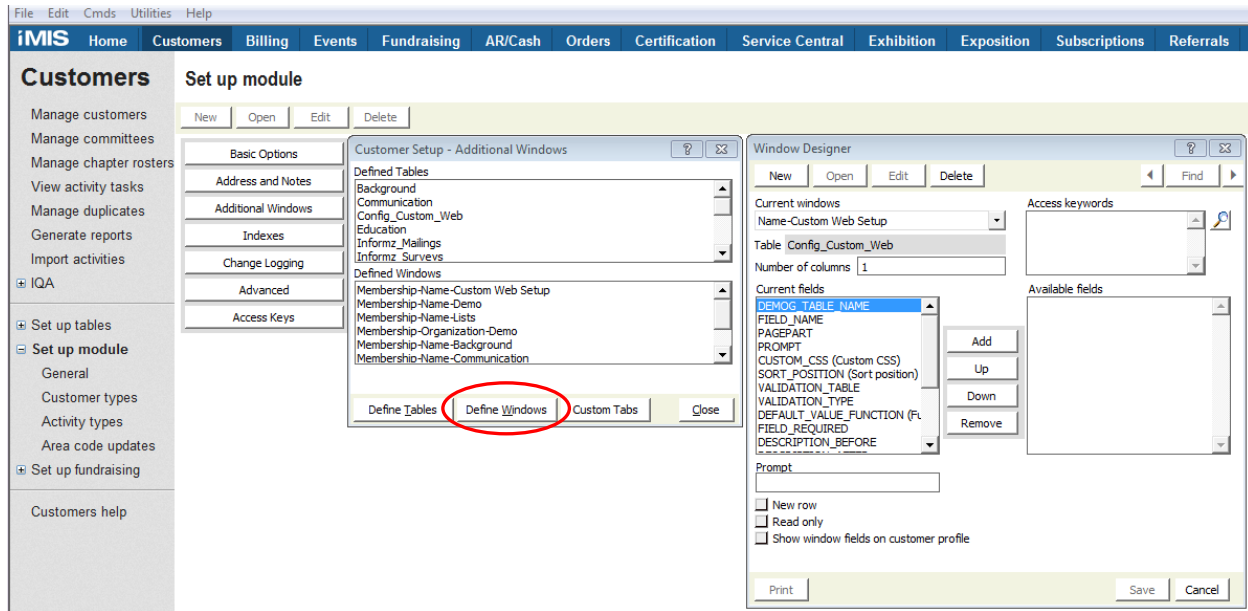 File Edit Cmds Utilities Help
iMIS Home Customers Billing Events Fundraising AR/Cash Orders Certification Service Central Exhibition Exposition Subscriptions Referrals
Customers
Manage customers
Manage committees
Manage chapter rosters
View activity tasks
Manage duplicates
Generate reports
Import activities
IQA
Set up tables
Set up module
General
Customer types
Activity types
Area code updates
Set up fundraising
Customers help
Set up module
New Open Edit Delete
Basic Options
Address and Notes
Additional Windows
Indexes
Change Logging
Advanced
Access Keys
Customer Setup - Additional Windows
Defined Tables
Background
Communication
Config_Custom_Web
Education
Informz_Mailings
Informz_Surveys
Defined Windows
Membership-Name-Custom Web Setup
Membership-Name-Demo
Membership-Name-Lists
Membership-Organization-Demo
Membership-Name-Background
Membership-Name-Communication
Define Tables Define Windows Custom Tabs Close
Window Designer
New Open Edit Delete Find
Current windows
Name-Custom Web Setup
Table Config_Custom_Web
Number of columns 1
Access keywords
Current fields
DEMOG_TABLE_NAME
FIELD_NAME
PAGEPART
PROMPT
CUSTOM_CSS (Custom CSS)
SORT_POSITION (Sort position)
VALIDATION_TABLE
VALIDATION_TYPE
DEFAULT_VALUE_FUNCTION (Fu
FIELD_REQUIRED
DESCRIPTION_BEFORE
Add
Up
Down
Remove
Available fields
Prompt
New row
Read only
Show window fields on customer profile
Print Save Cancel